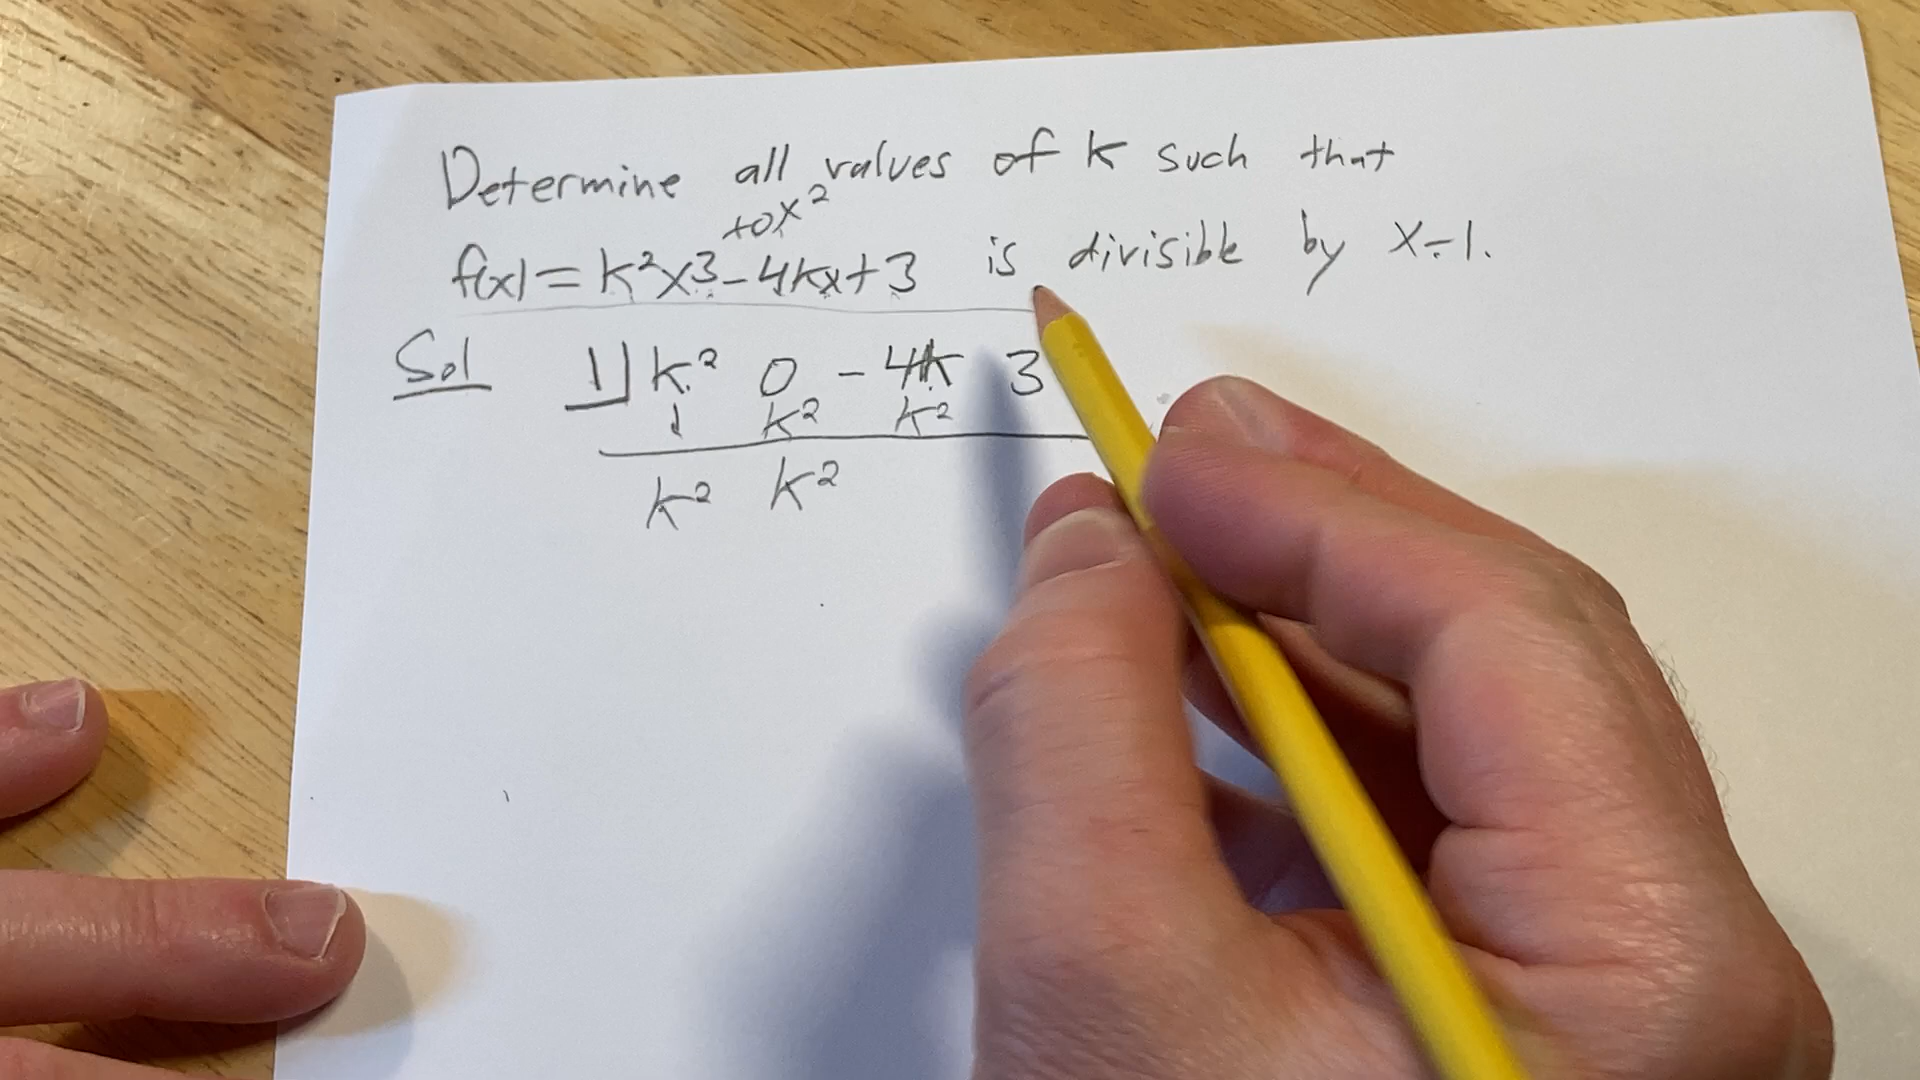 Determine all values of k such that
+0x²
f(x) = k²x³ - 4kx + 3 is divisible by x-1.
Sol 1 k² 0 - 4k 3
↓ k² k²
k² k²